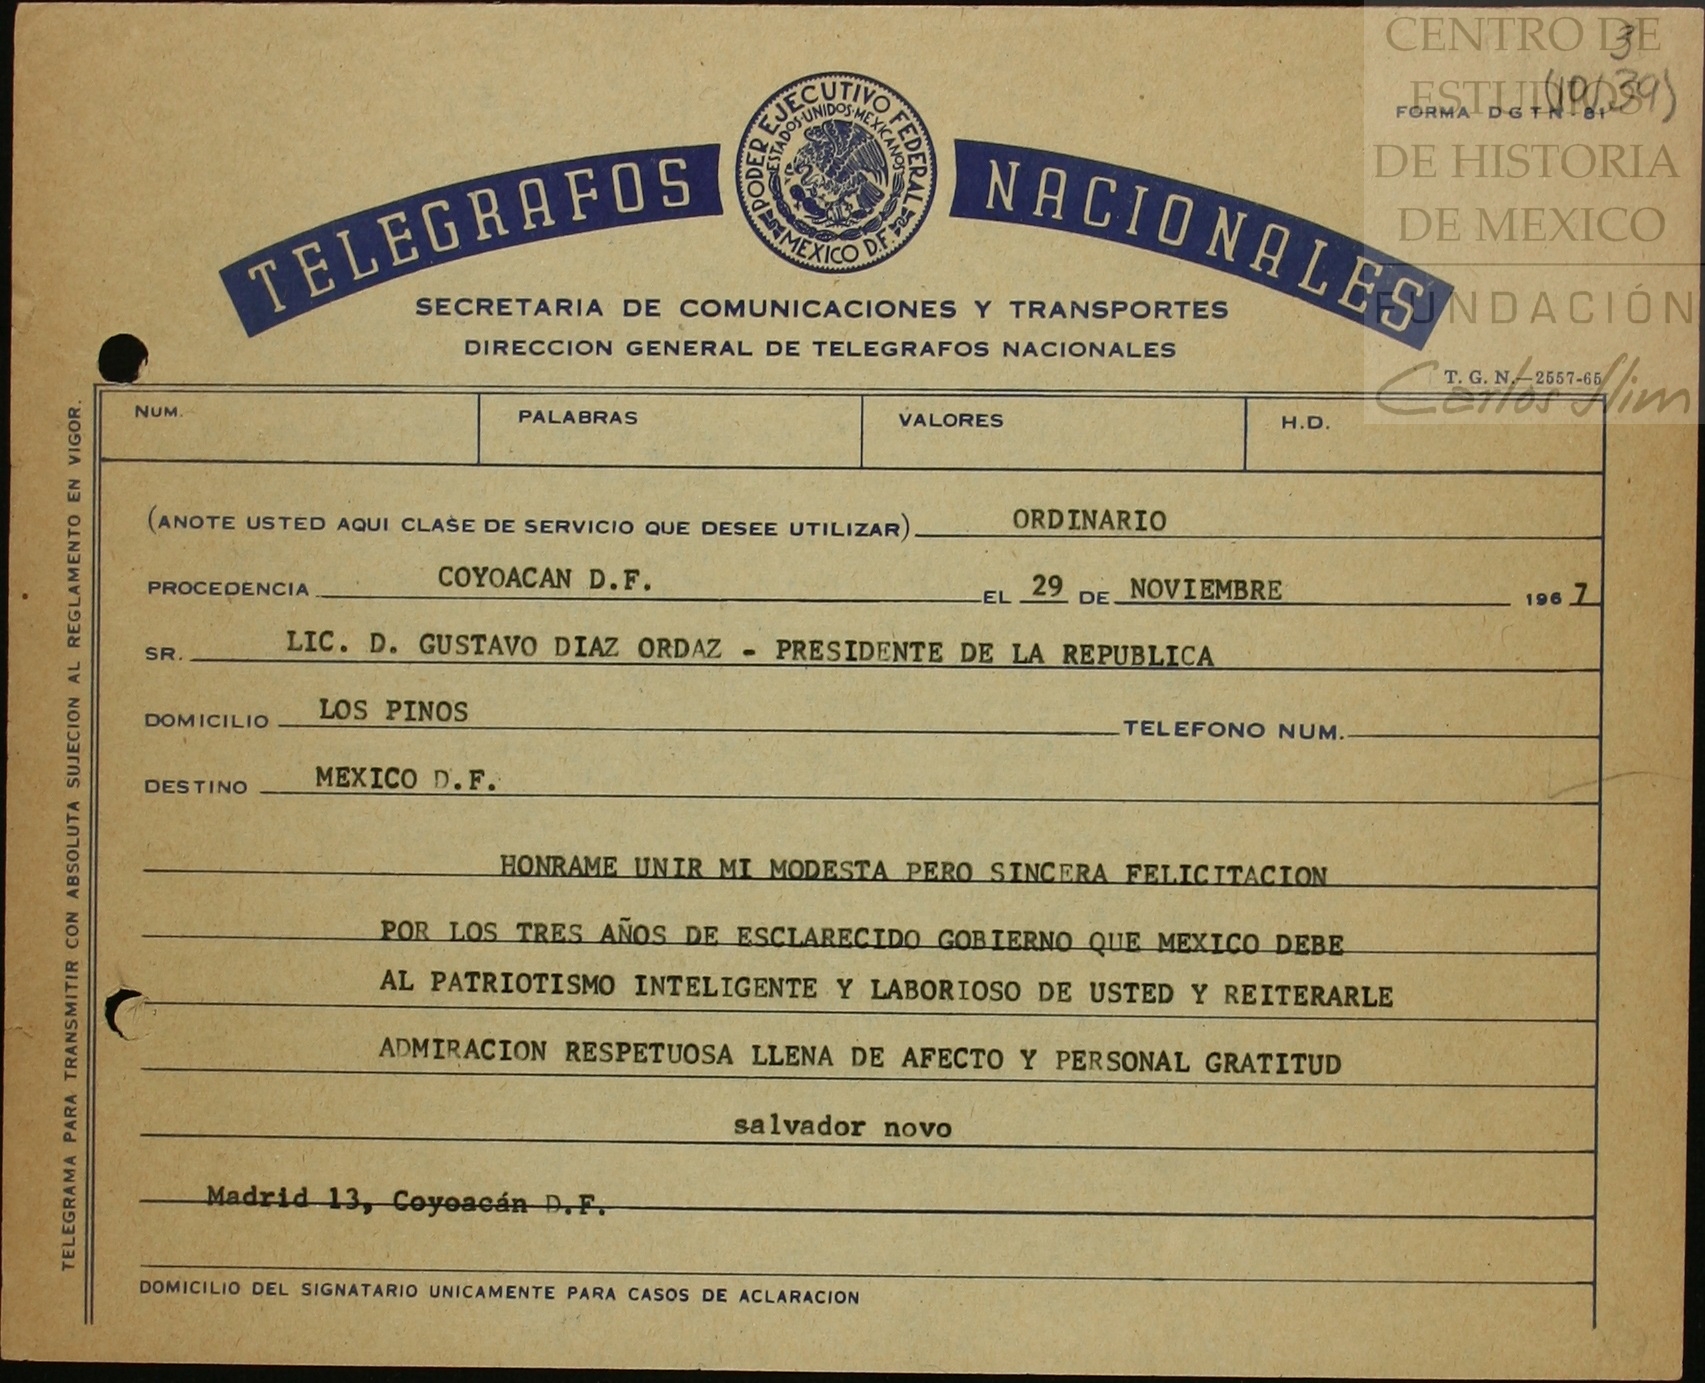 CENTRO DE
ESTUDIOS
DE HISTORIA
DE MEXICO
FUNDACIÓN
Carlos Slim
3
(10/39)
FORMA DGTN-81
TELEGRAFOS NACIONALES
PODER EJECUTIVO FEDERAL
ESTADOS·UNIDOS·MEXICANOS
MEXICO D.F.
SECRETARIA DE COMUNICACIONES Y TRANSPORTES
DIRECCION GENERAL DE TELEGRAFOS NACIONALES
T. G. N.—2557-65
NUM. PALABRAS VALORES H.D.
(ANOTE USTED AQUI CLASE DE SERVICIO QUE DESEE UTILIZAR) ORDINARIO
PROCEDENCIA COYOACAN D.F. EL 29 DE NOVIEMBRE 1967
SR. LIC. D. GUSTAVO DIAZ ORDAZ - PRESIDENTE DE LA REPUBLICA
DOMICILIO LOS PINOS TELEFONO NUM.
DESTINO MEXICO D.F.
HONRAME UNIR MI MODESTA PERO SINCERA FELICITACION
POR LOS TRES AÑOS DE ESCLARECIDO GOBIERNO QUE MEXICO DEBE
AL PATRIOTISMO INTELIGENTE Y LABORIOSO DE USTED Y REITERARLE
ADMIRACION RESPETUOSA LLENA DE AFECTO Y PERSONAL GRATITUD
salvador novo
Madrid 13, Coyoacán D.F.
DOMICILIO DEL SIGNATARIO UNICAMENTE PARA CASOS DE ACLARACION
TELEGRAMA PARA TRANSMITIR CON ABSOLUTA SUJECION AL REGLAMENTO EN VIGOR.